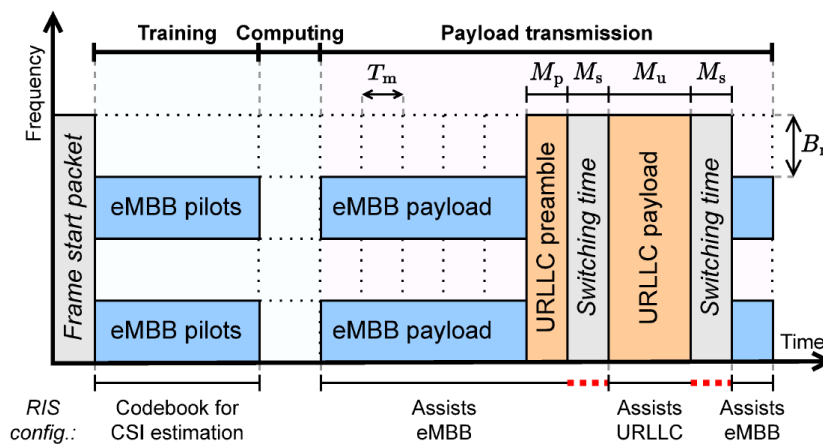 Training Computing Payload transmission
Frequency
T_m M_p M_s M_u M_s
Frame start packet
eMBB pilots
eMBB payload
URLLC preamble
Switching time
URLLC payload
Switching time
eMBB pilots
eMBB payload
Time
RIS config.:
Codebook for
CSI estimation
Assists
eMBB
Assists
URLLC
Assists
eMBB